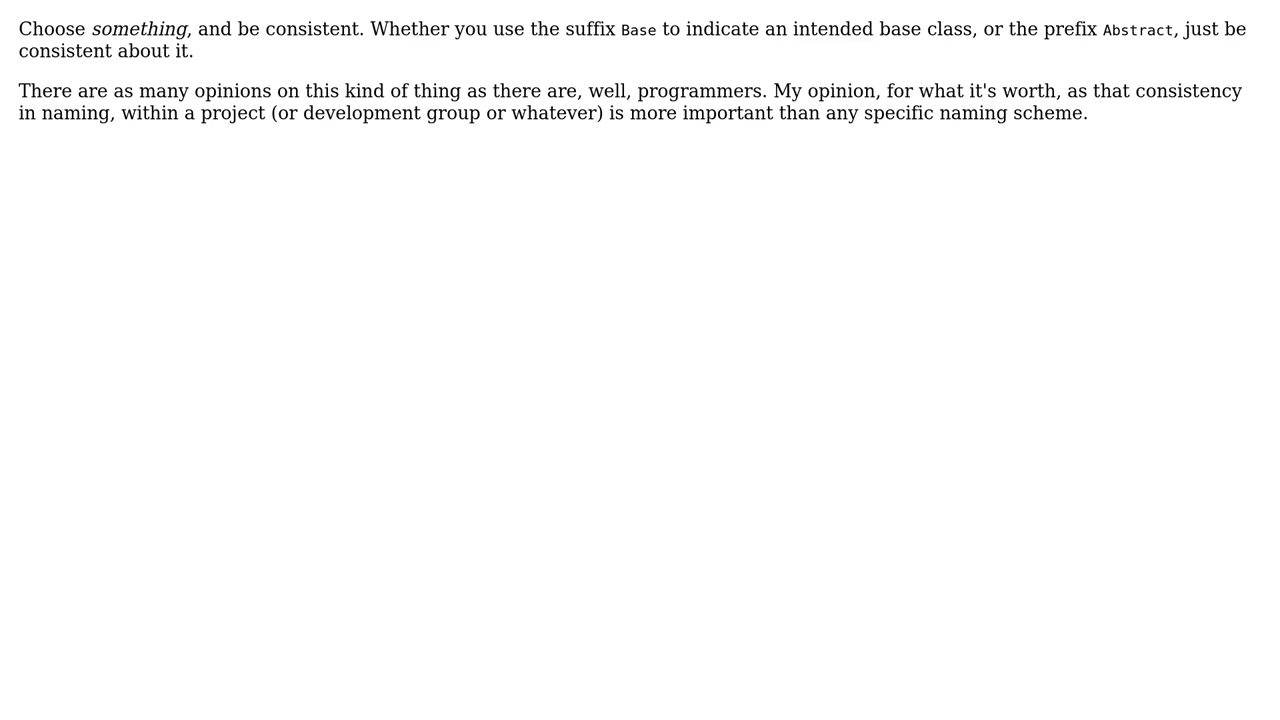 Choose something, and be consistent. Whether you use the suffix Base to indicate an intended base class, or the prefix Abstract, just be
consistent about it.
There are as many opinions on this kind of thing as there are, well, programmers. My opinion, for what it's worth, as that consistency
in naming, within a project (or development group or whatever) is more important than any specific naming scheme.